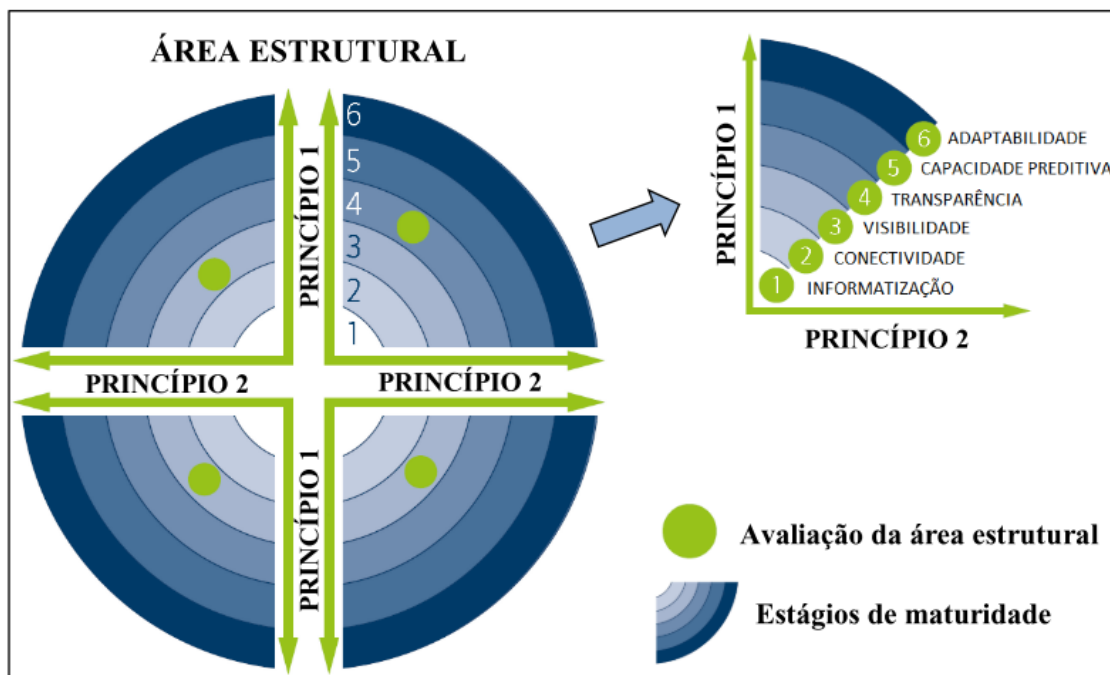 ÁREA ESTRUTURAL
PRINCÍPIO 1
PRINCÍPIO 2
PRINCÍPIO 2
PRINCÍPIO 1
6
5
4
3
2
1
PRINCÍPIO 1
6 ADAPTABILIDADE
5 CAPACIDADE PREDITIVA
4 TRANSPARÊNCIA
3 VISIBILIDADE
2 CONECTIVIDADE
1 INFORMATIZAÇÃO
PRINCÍPIO 2
Avaliação da área estrutural
Estágios de maturidade